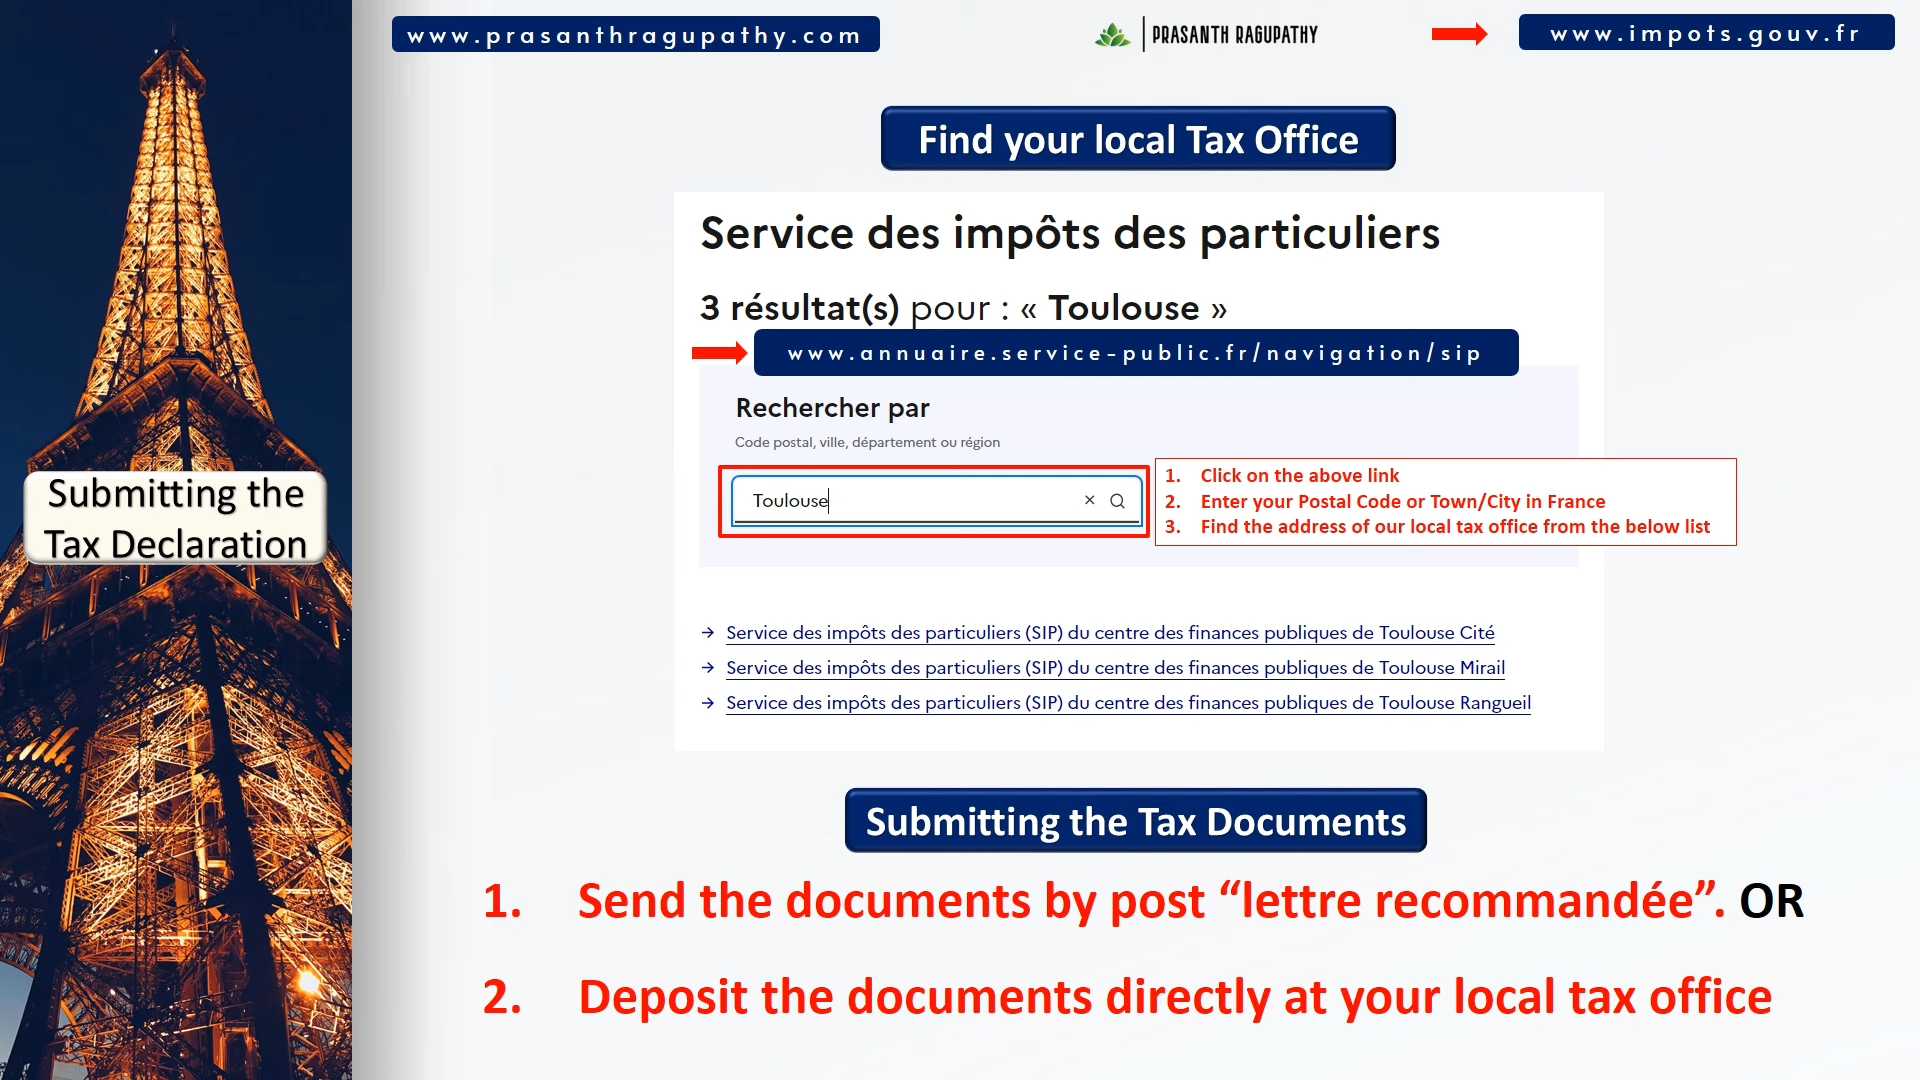 www.prasanthragupathy.com
PRASANTH RAGUPATHY
www.impots.gouv.fr
Find your local Tax Office
Service des impôts des particuliers
3 résultat(s) pour : « Toulouse »
www.annuaire.service-public.fr/navigation/sip
Rechercher par
Code postal, ville, département ou région
Toulouse
1. Click on the above link
2. Enter your Postal Code or Town/City in France
3. Find the address of our local tax office from the below list
Submitting the
Tax Declaration
→ Service des impôts des particuliers (SIP) du centre des finances publiques de Toulouse Cité
→ Service des impôts des particuliers (SIP) du centre des finances publiques de Toulouse Mirail
→ Service des impôts des particuliers (SIP) du centre des finances publiques de Toulouse Rangueil
Submitting the Tax Documents
1. Send the documents by post “lettre recommandée”. OR
2. Deposit the documents directly at your local tax office